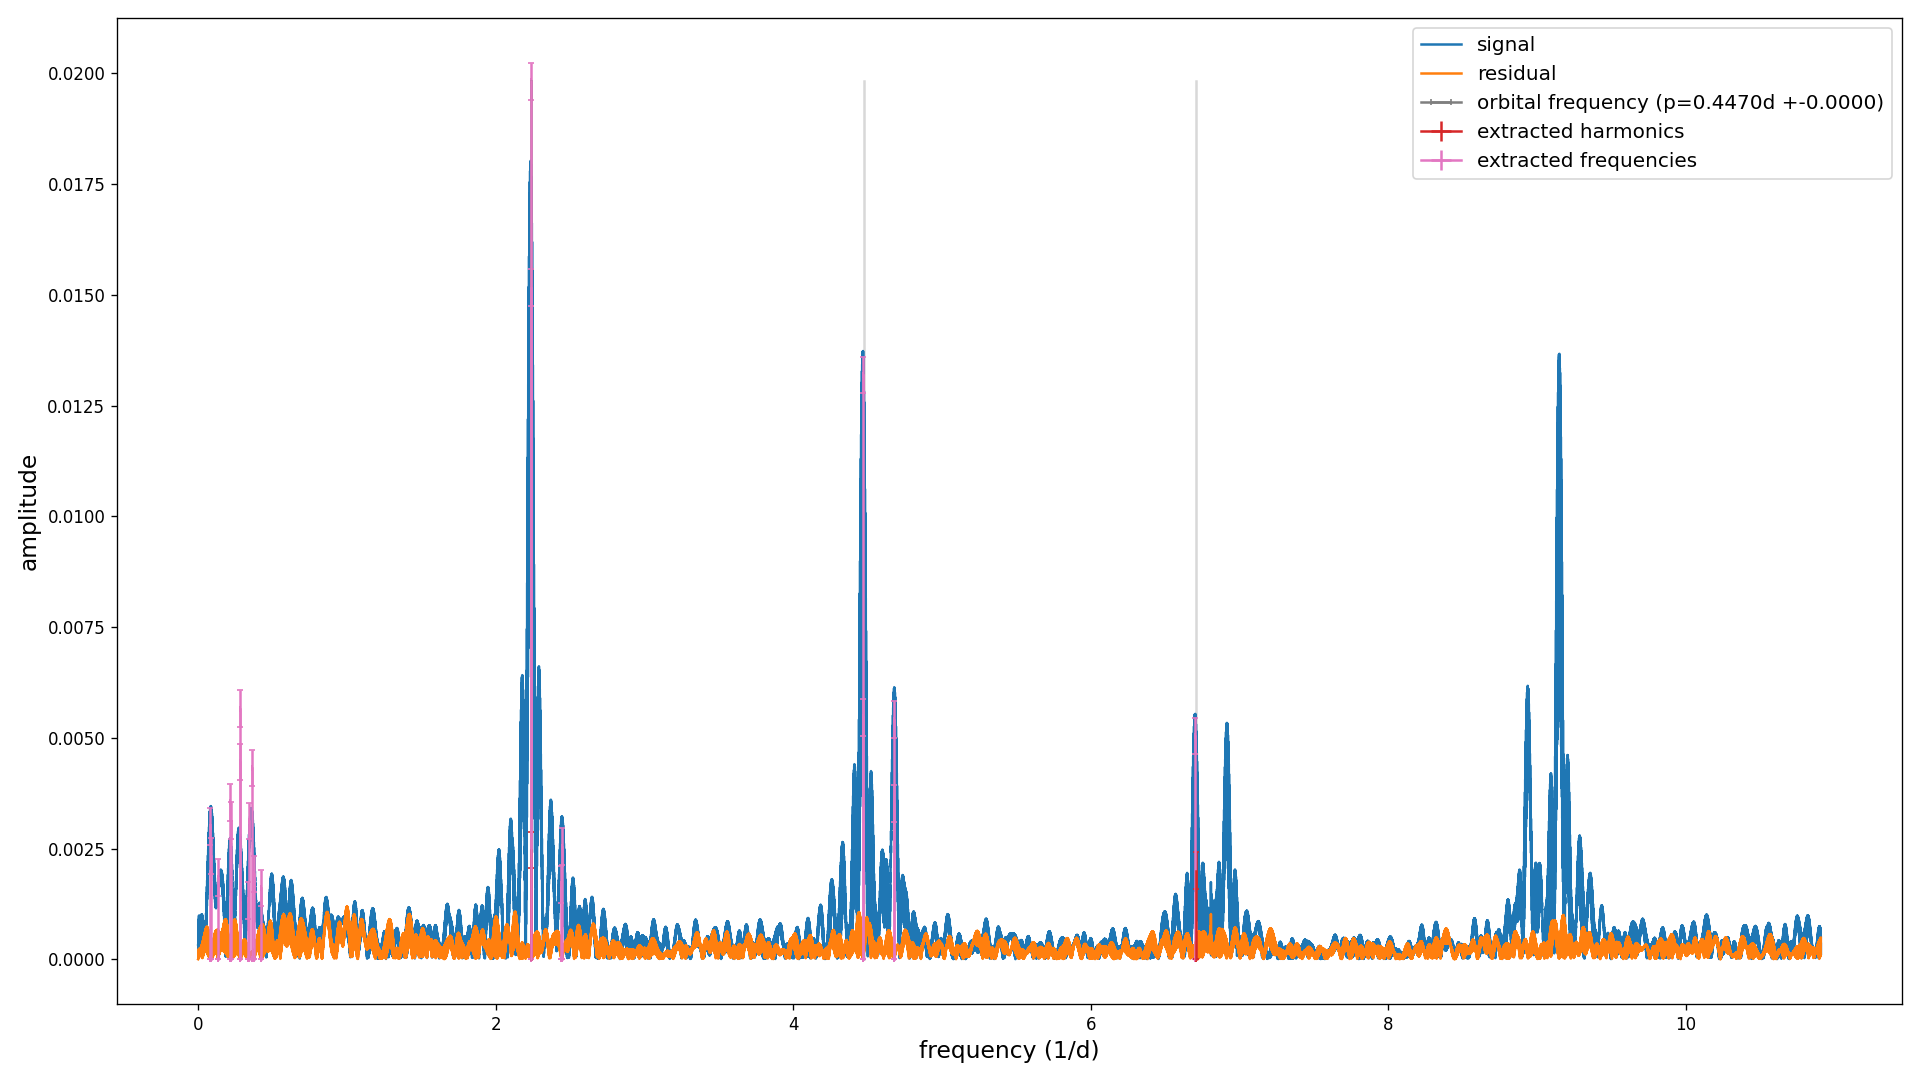 signal
residual
orbital frequency (p=0.4470d +-0.0000)
extracted harmonics
extracted frequencies
0.0200
0.0175
0.0150
0.0125
0.0100
0.0075
0.0050
0.0025
0.0000
amplitude
0 2 4 6 8 10
frequency (1/d)